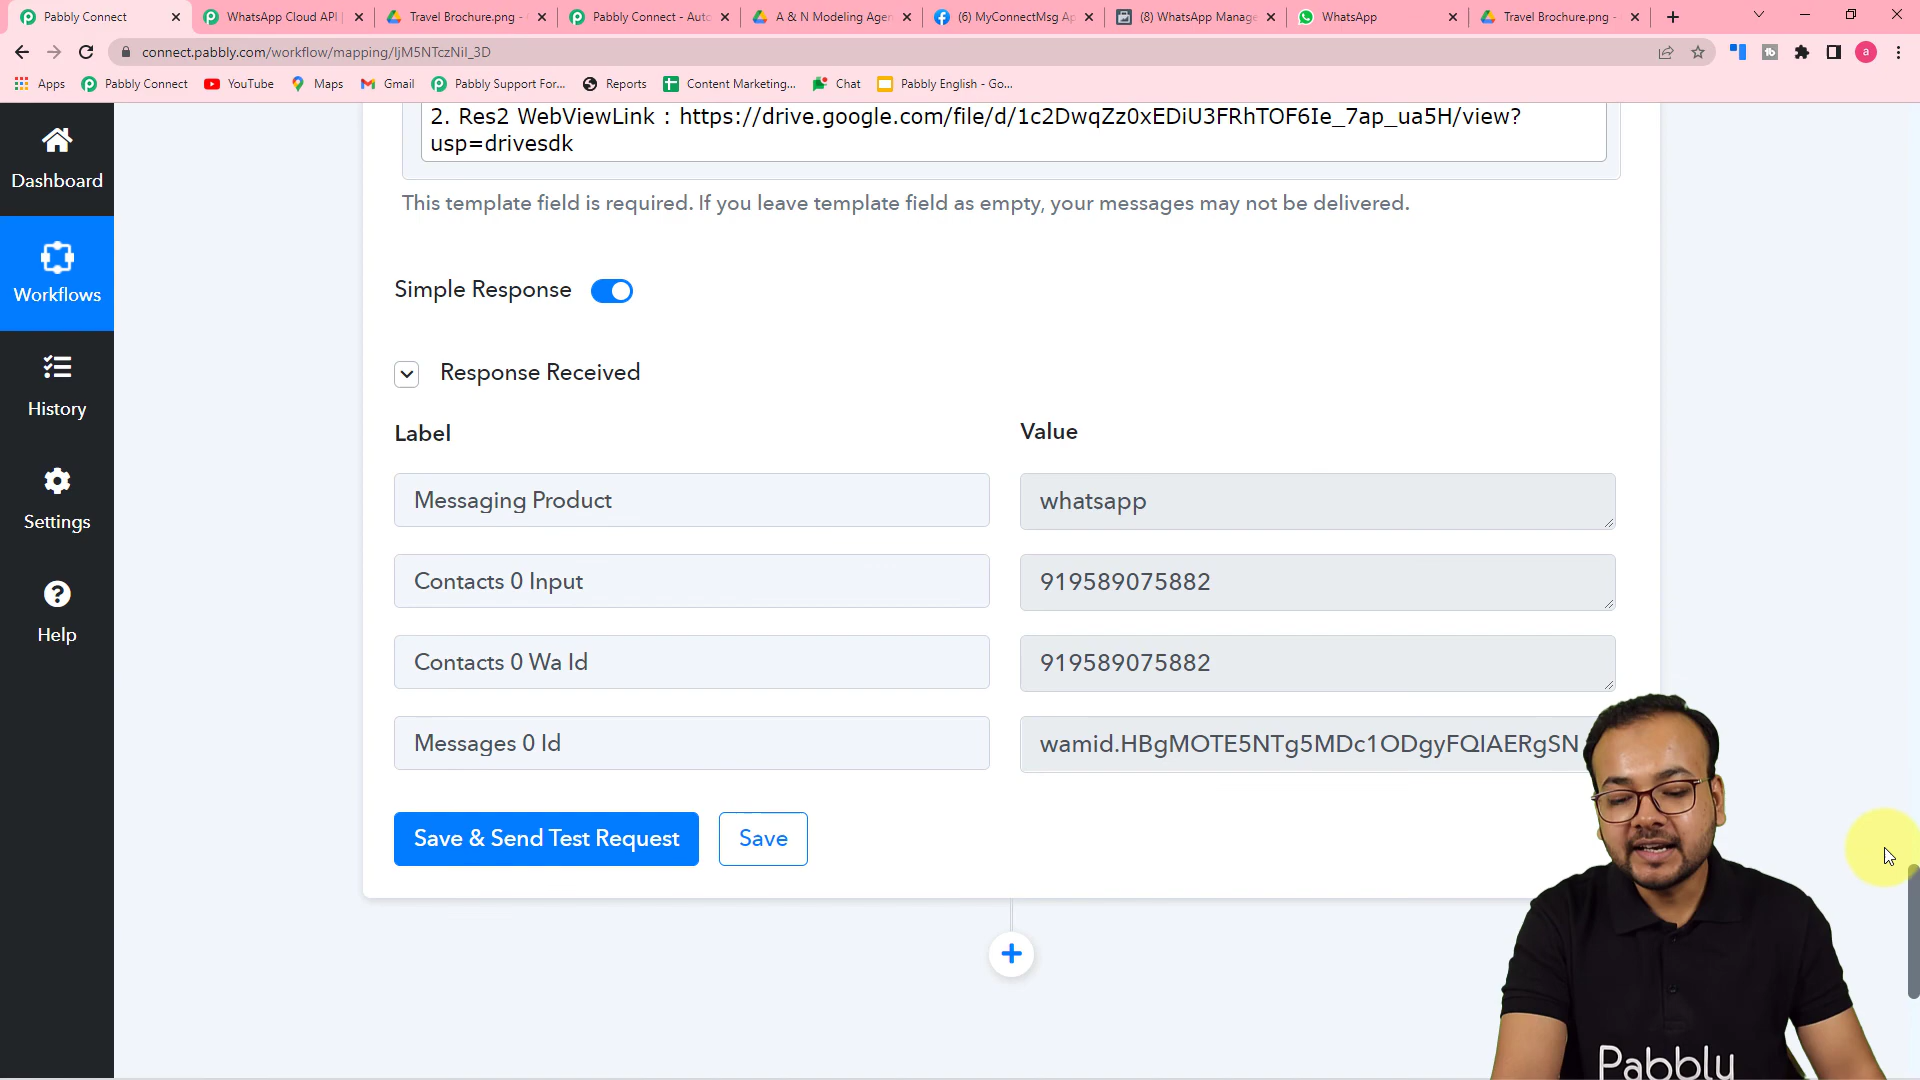 Pabbly Connect
WhatsApp Cloud API |
Travel Brochure.png -
Pabbly Connect - Auto
A & N Modeling Agen
(6) MyConnectMsg Ap
(8) WhatsApp Manage
WhatsApp
Travel Brochure.png -
connect.pabbly.com/workflow/mapping/IjM5NTczNiI_3D
a
Apps
Pabbly Connect
YouTube
Maps
Gmail
Pabbly Support For...
Reports
Content Marketing...
Chat
Pabbly English - Go...
Dashboard
Workflows
History
Settings
Help
2. Res2 WebViewLink : https://drive.google.com/file/d/1c2DwqZz0xEDiU3FRhTOF6Ie_7ap_ua5H/view?
usp=drivesdk
This template field is required. If you leave template field as empty, your messages may not be delivered.
Simple Response
Response Received
Label
Value
Messaging Product
whatsapp
Contacts 0 Input
919589075882
Contacts 0 Wa Id
919589075882
Messages 0 Id
wamid.HBgMOTE5NTg5MDc1ODgyFQIAERgSN
Save & Send Test Request
Save
Pabbly